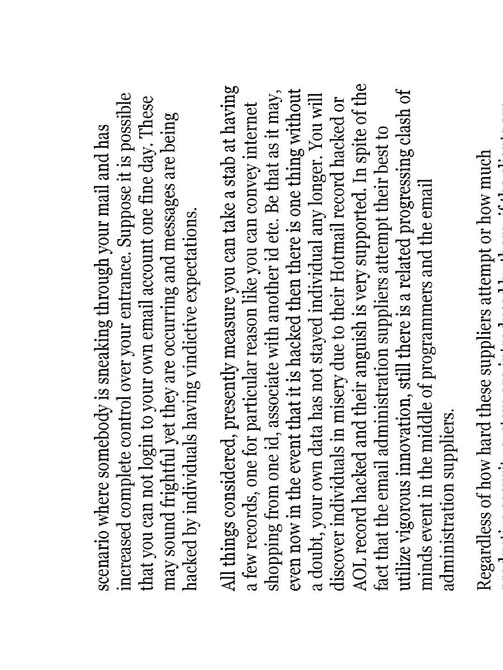 scenario where somebody is sneaking through your mail and has
increased complete control over your entrance. Suppose it is possible
that you can not login to your own email account one fine day. These
may sound frightful yet they are occurring and messages are being
hacked by individuals having vindictive expectations.
All things considered, presently measure you can take a stab at having
a few records, one for particular reason like you can convey internet
shopping from one id, associate with another id etc. Be that as it may,
even now in the event that it is hacked then there is one thing without
a doubt, your own data has not stayed individual any longer. You will
discover individuals in misery due to their Hotmail record hacked or
AOL record hacked and their anguish is very supported. In spite of the
fact that the email administration suppliers attempt their best to
utilize vigorous innovation, still there is a related progressing clash of
minds event in the middle of programmers and the email
administration suppliers.
Regardless of how hard these suppliers attempt or how much